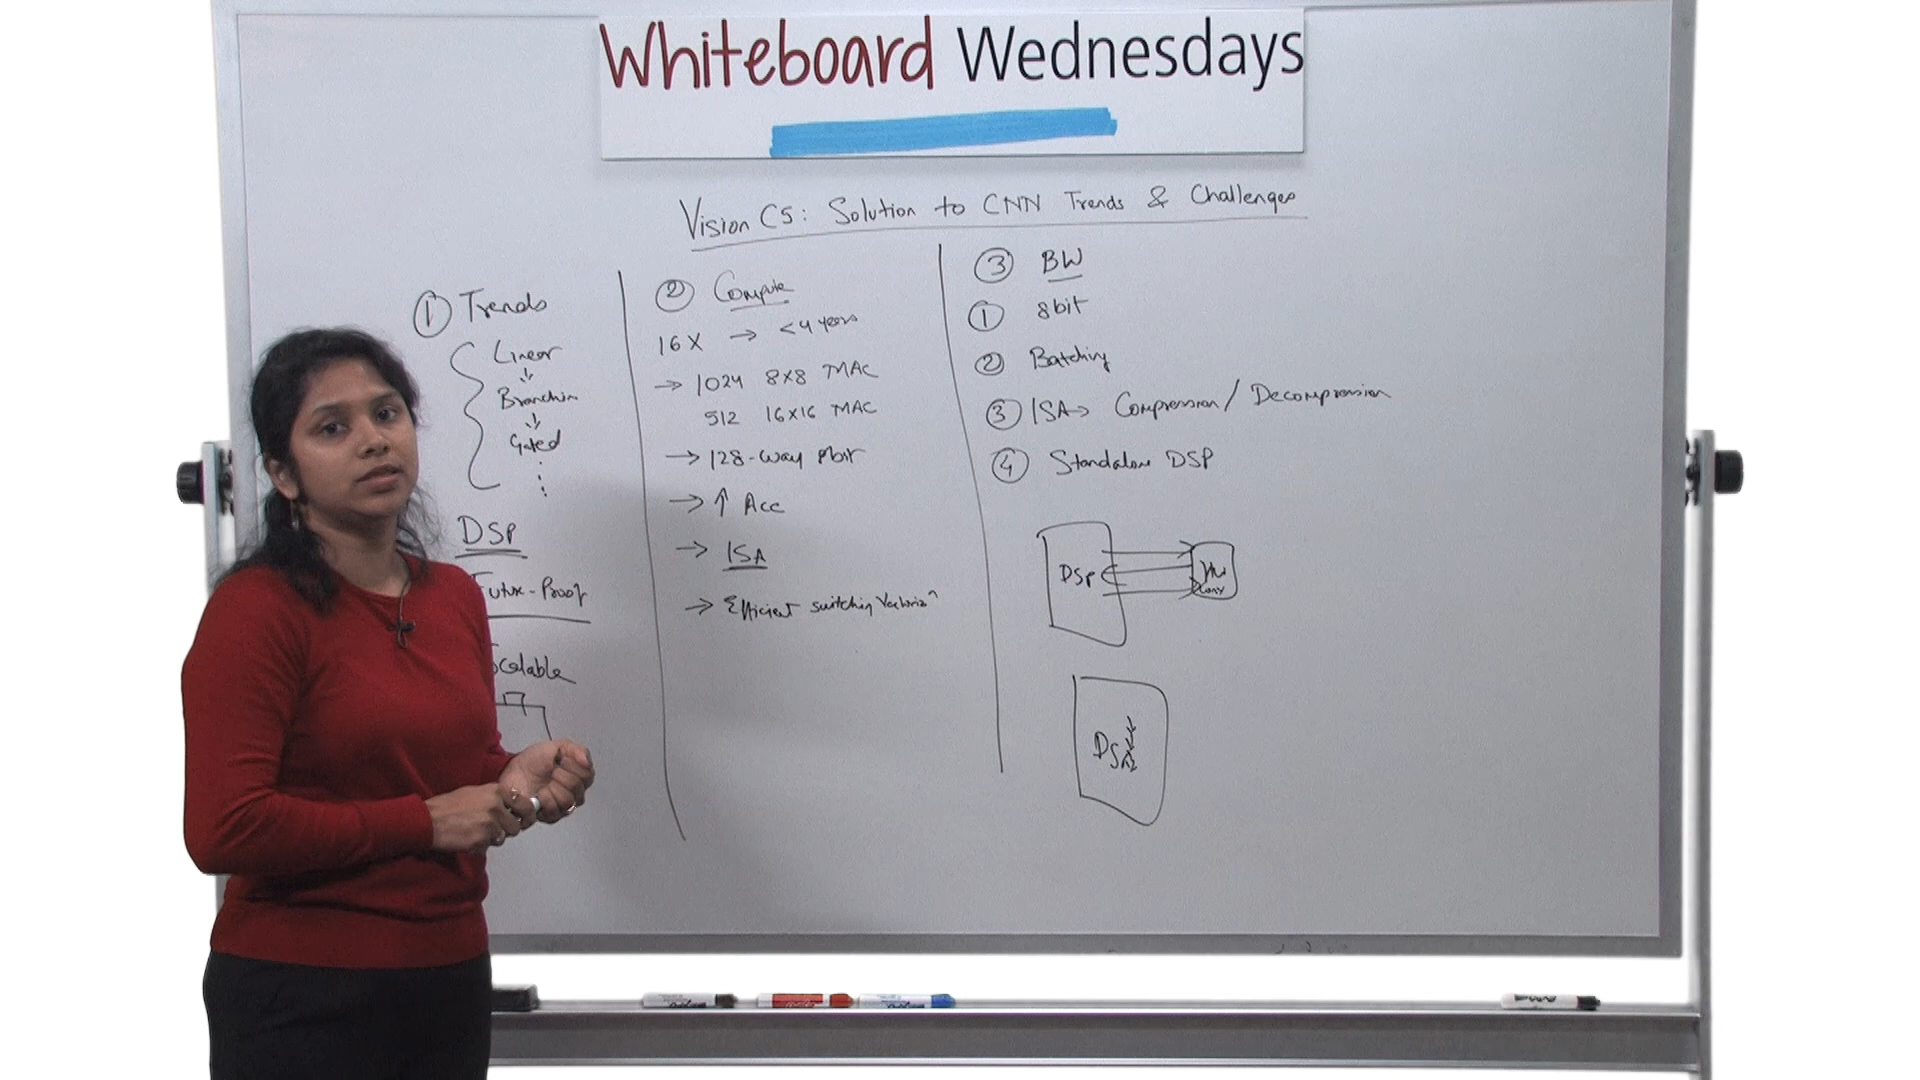 Whiteboard Wednesdays
Vision C5: Solution to CNN Trends & Challenges
① Trends
Linear
↓
Branching
↓
Gated
DSP
Future-Proof
Scalable
② Compute
16X → <4 years
→ 1024 8x8 MAC
512 16x16 MAC
→ 128-way
→ ↑ Acc
→ ISA
→ Efficient switching
③ BW
① 8bit
② Batching
③ ISA → Compression/Decompression
④ Standalone DSP
DSP